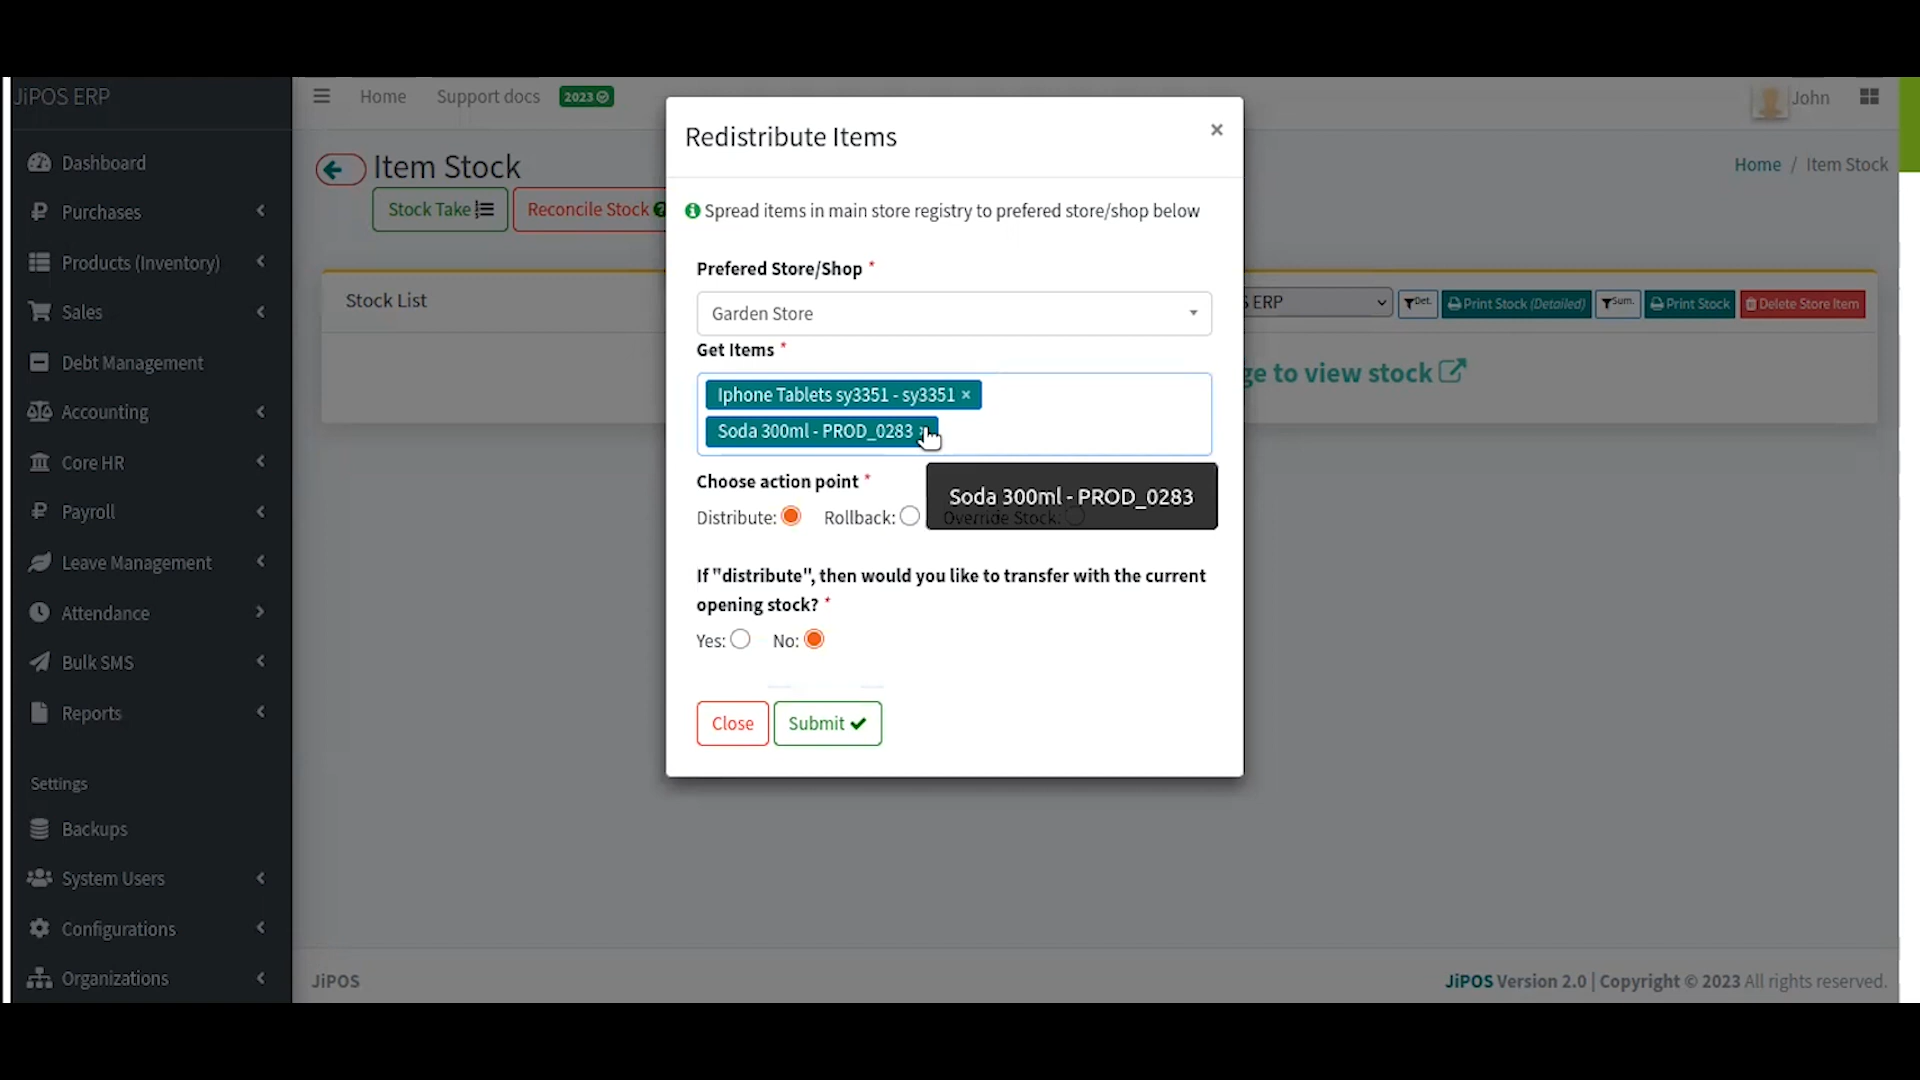 JiPOS ERP
Home
Support docs
2023
John
Dashboard
Purchases
Products (Inventory)
Sales
Debt Management
Accounting
Core HR
Payroll
Leave Management
Attendance
Bulk SMS
Reports
Settings
Backups
System Users
Configurations
Organizations
Item Stock
Home / Item Stock
Stock Take
Reconcile Stock
Stock List
ERP
Det.
Print Stock (Detailed)
Sum.
Print Stock
Delete Store Item
to view stock
Redistribute Items
×
Spread items in main store registry to prefered store/shop below
Prefered Store/Shop *
Garden Store
Get Items *
Iphone Tablets sy3351 - sy3351 ×
Soda 300ml - PROD_0283
Soda 300ml - PROD_0283
Choose action point *
Distribute:
Rollback:
Override Stock:
If "distribute", then would you like to transfer with the current
opening stock? *
Yes:
No:
Close
Submit
JiPOS
JiPOS Version 2.0 | Copyright © 2023 All rights reserved.